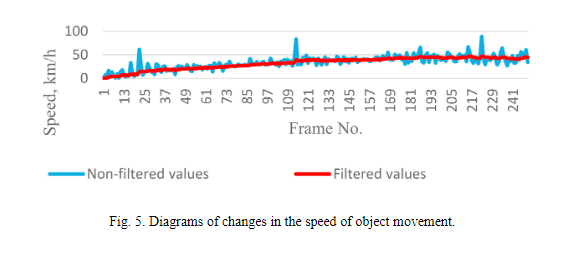 100
50
0
Speed, km/h
1 13 25 37 49 61 73 85 97 109 121 133 145 157 169 181 193 205 217 229 241
Frame No.
Non-filtered values Filtered values
Fig. 5. Diagrams of changes in the speed of object movement.